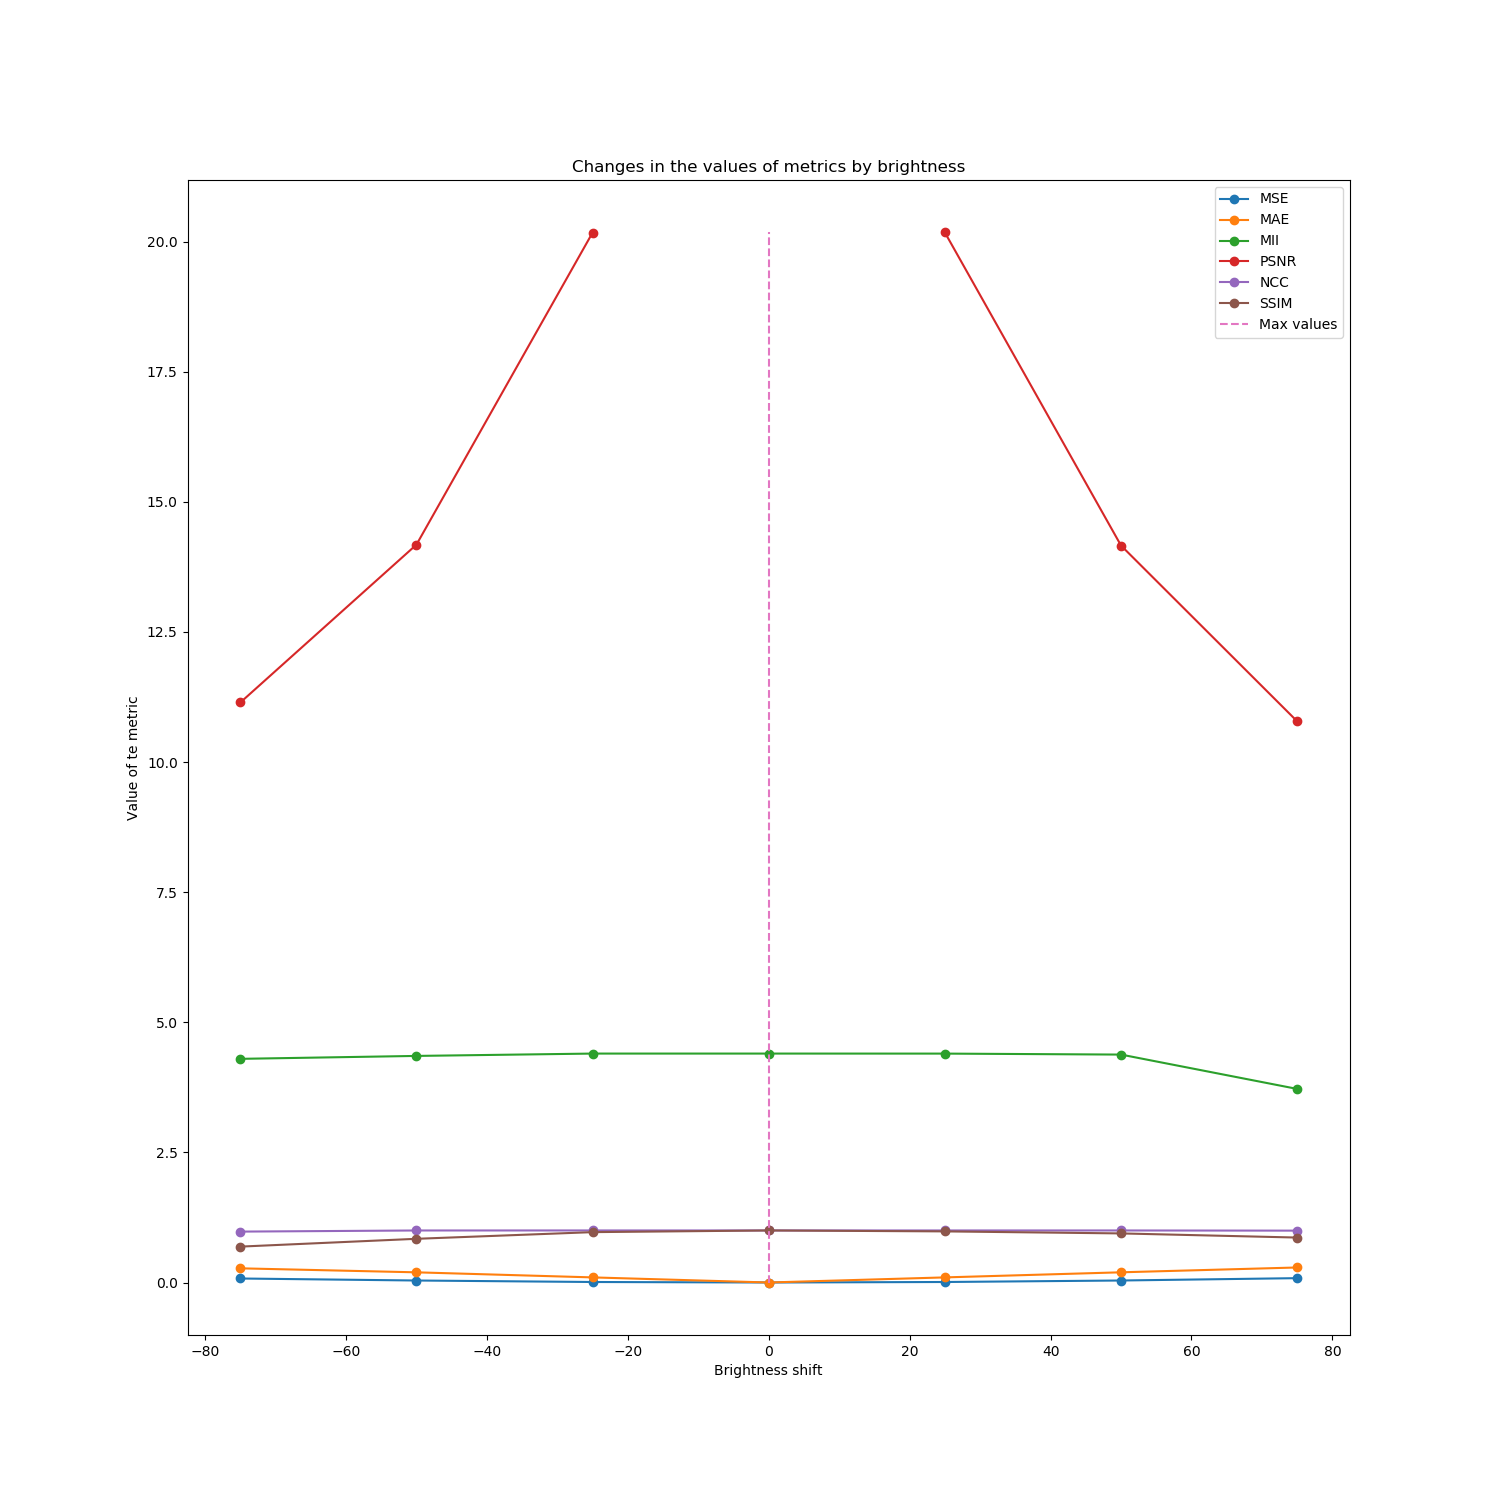 Changes in the values of metrics by brightness
MSE
MAE
MII
PSNR
NCC
SSIM
Max values
20.0
17.5
15.0
12.5
10.0
7.5
5.0
2.5
0.0
Value of te metric
−80
−60
−40
−20
0
20
40
60
80
Brightness shift